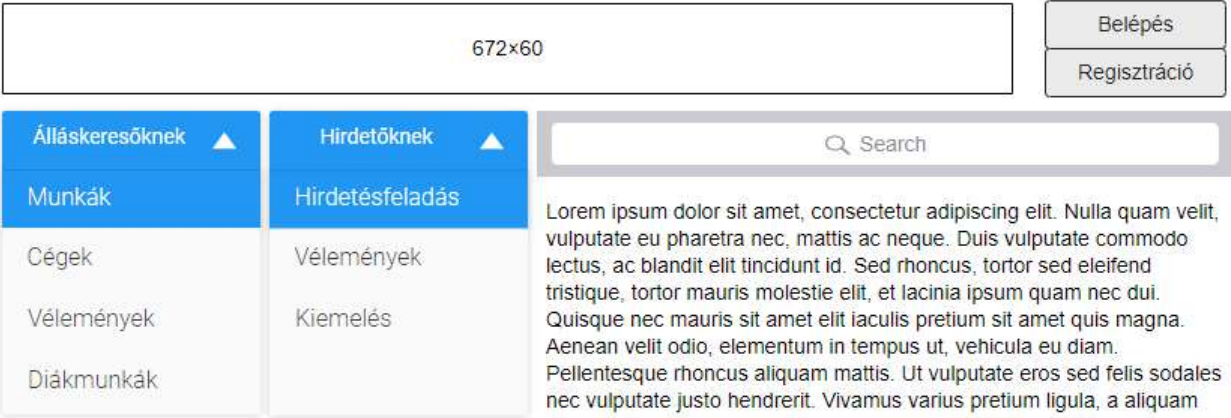 672×60
Belépés
Regisztráció
Álláskeresőknek
Munkák
Cégek
Vélemények
Diákmunkák
Hirdetőknek
Hirdetésfeladás
Vélemények
Kiemelés
Search
Lorem ipsum dolor sit amet, consectetur adipiscing elit. Nulla quam velit,
vulputate eu pharetra nec, mattis ac neque. Duis vulputate commodo
lectus, ac blandit elit tincidunt id. Sed rhoncus, tortor sed eleifend
tristique, tortor mauris molestie elit, et lacinia ipsum quam nec dui.
Quisque nec mauris sit amet elit iaculis pretium sit amet quis magna.
Aenean velit odio, elementum in tempus ut, vehicula eu diam.
Pellentesque rhoncus aliquam mattis. Ut vulputate eros sed felis sodales
nec vulputate justo hendrerit. Vivamus varius pretium ligula, a aliquam